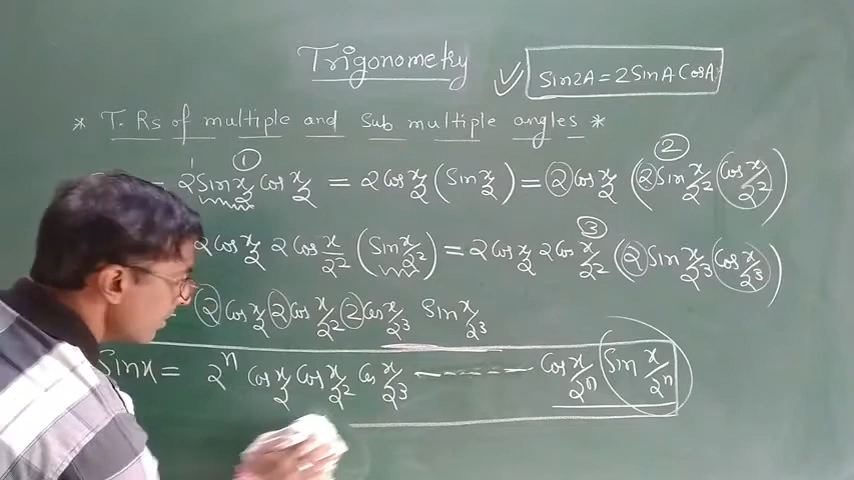 Trigonometry
Sin2A = 2SinA CosA
* T. Rs of multiple and Sub multiple angles *
= 2Sin x/2 Cos x/2 = 2Cos x/2 (Sin x/2) = 2Cos x/2 (2Sin x/2² Cos x/2²)
2Cos x/2 2Cos x/2² (Sin x/2²) = 2Cos x/2 2Cos x/2² (2Sin x/2³ Cos x/2³)
2Cos x/2 2Cos x/2² 2Cos x/2³ Sin x/2³
Sinx = 2ⁿ Cos x/2 Cos x/2² Cos x/2³ ------ Cos x/2ⁿ Sin x/2ⁿ
1
2
3